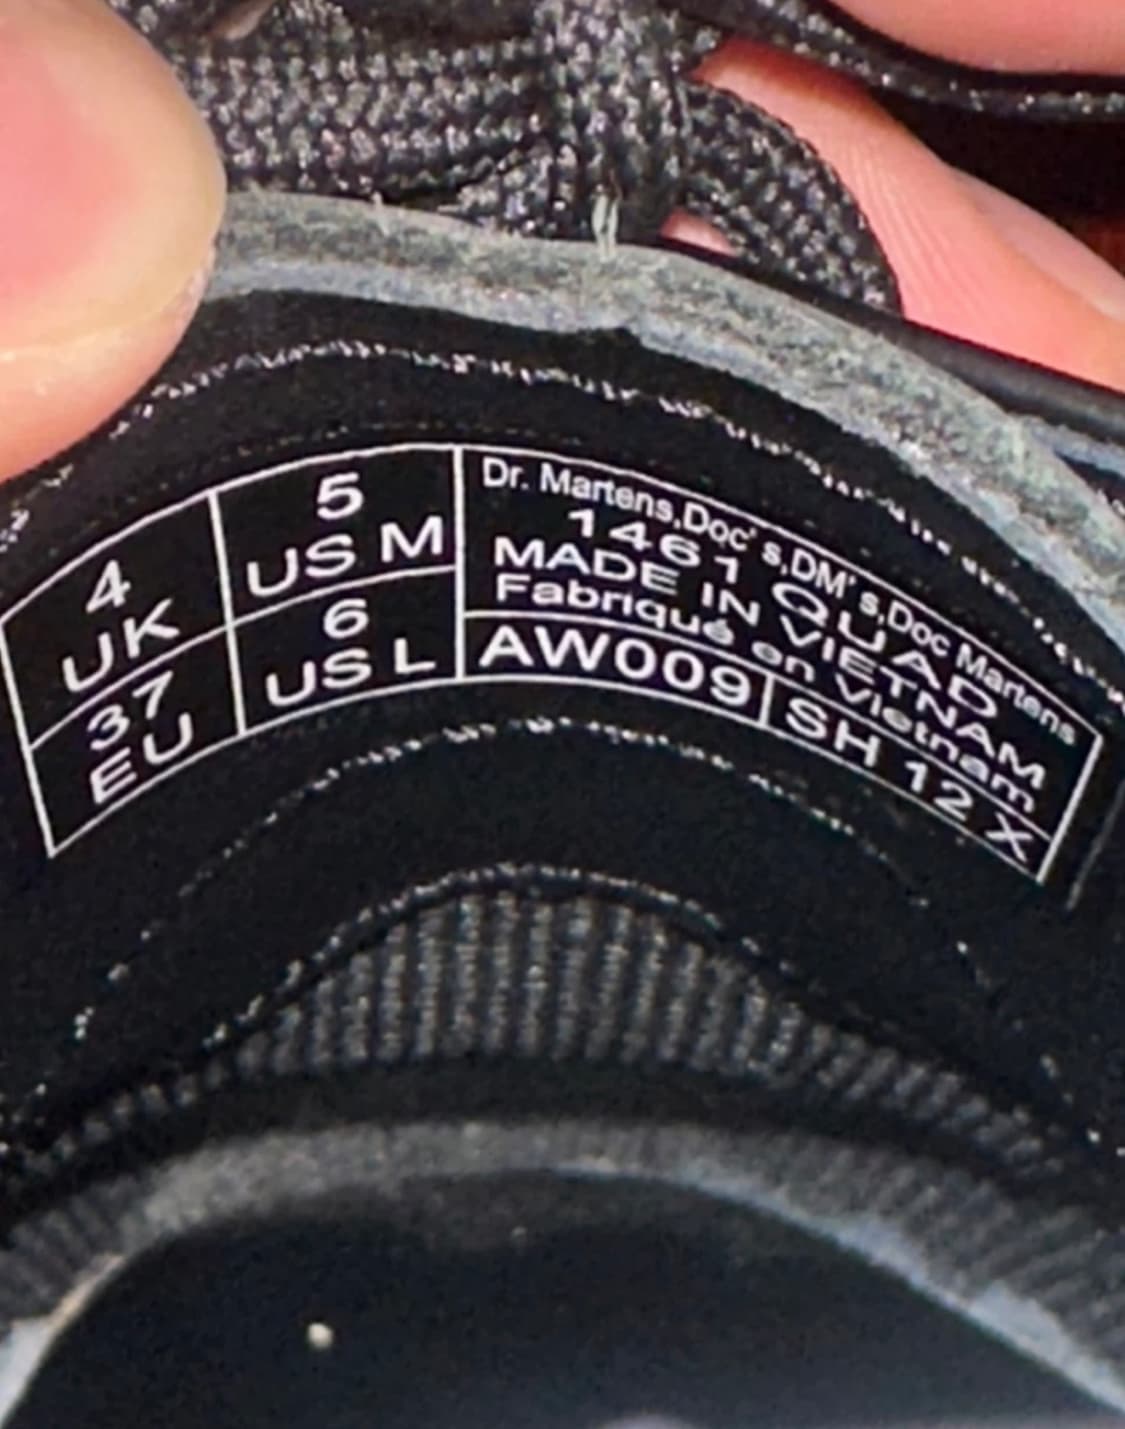 4
UK
37
EU
5
US M
6
US L
Dr. Martens,Doc's,DM's,Doc Martens
1461 QUAD
MADE IN VIETNAM
Fabriqué en Vietnam
AW009
SH 12 X